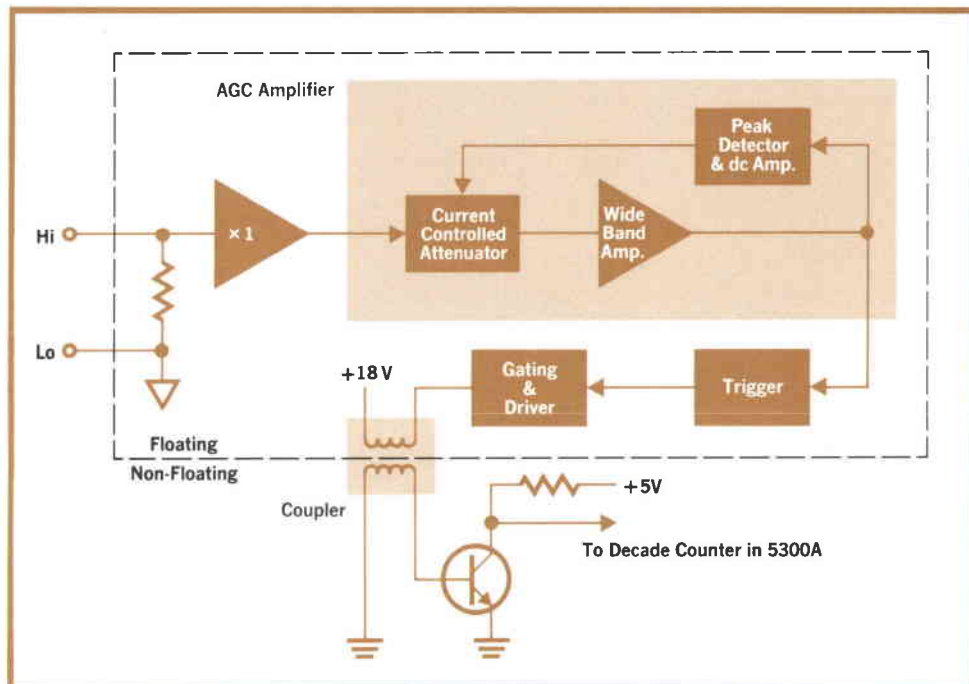 AGC Amplifier
Peak
Detector
& dc Amp.
Hi
× 1
Current
Controlled
Attenuator
Wide
Band
Amp.
Lo
+18V
Gating
&
Driver
Trigger
Floating
Non-Floating
Coupler
+5V
To Decade Counter in 5300A